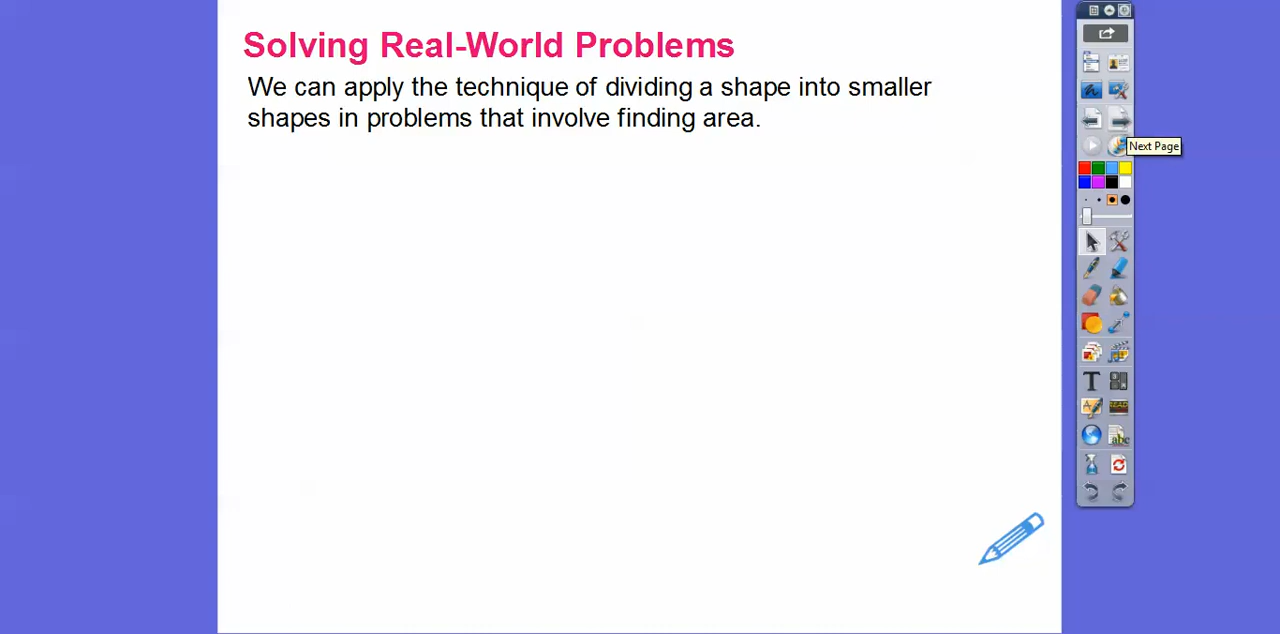 Solving Real-World Problems
We can apply the technique of dividing a shape into smaller
shapes in problems that involve finding area.
Next Page
T
abc